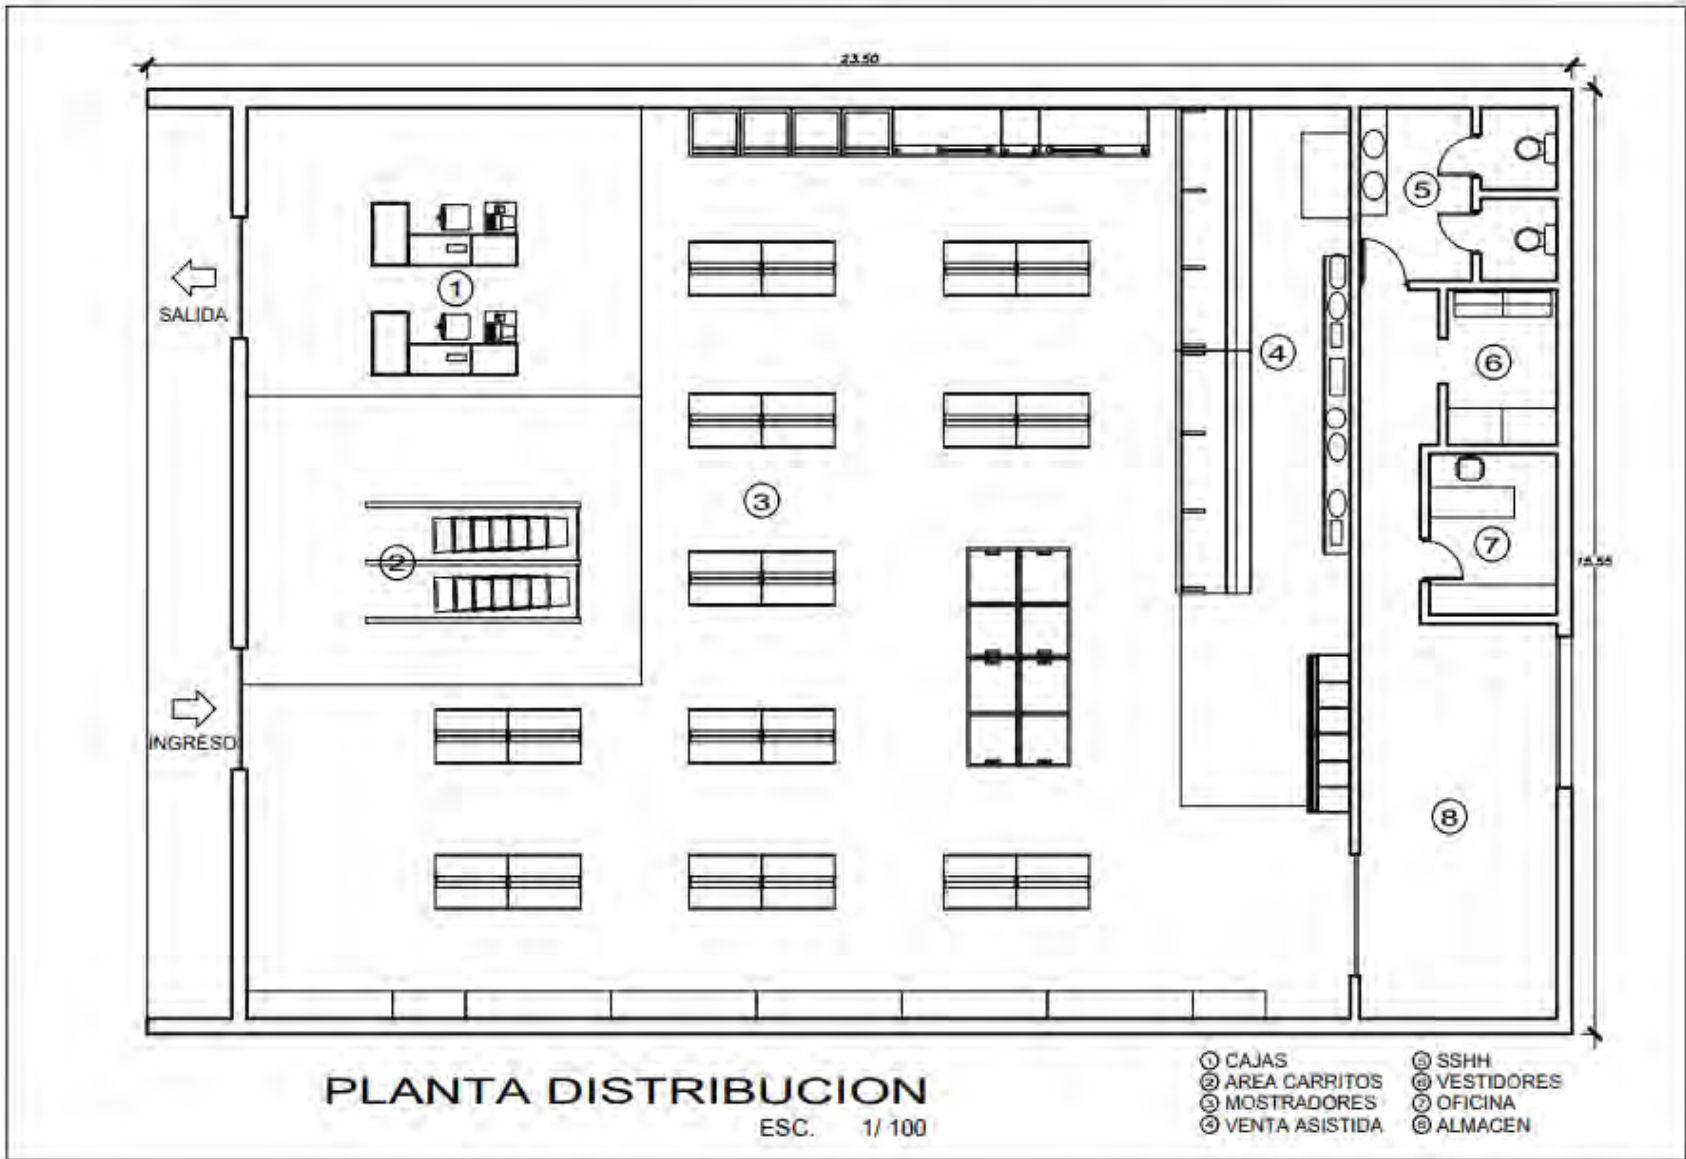 23.50
1
5
SALIDA
4
6
3
7
2
15.55
INGRESO
8
PLANTA DISTRIBUCION
ESC. 1/ 100
① CAJAS
② AREA CARRITOS
③ MOSTRADORES
④ VENTA ASISTIDA
⑤ SSHH
⑥ VESTIDORES
⑦ OFICINA
⑧ ALMACEN